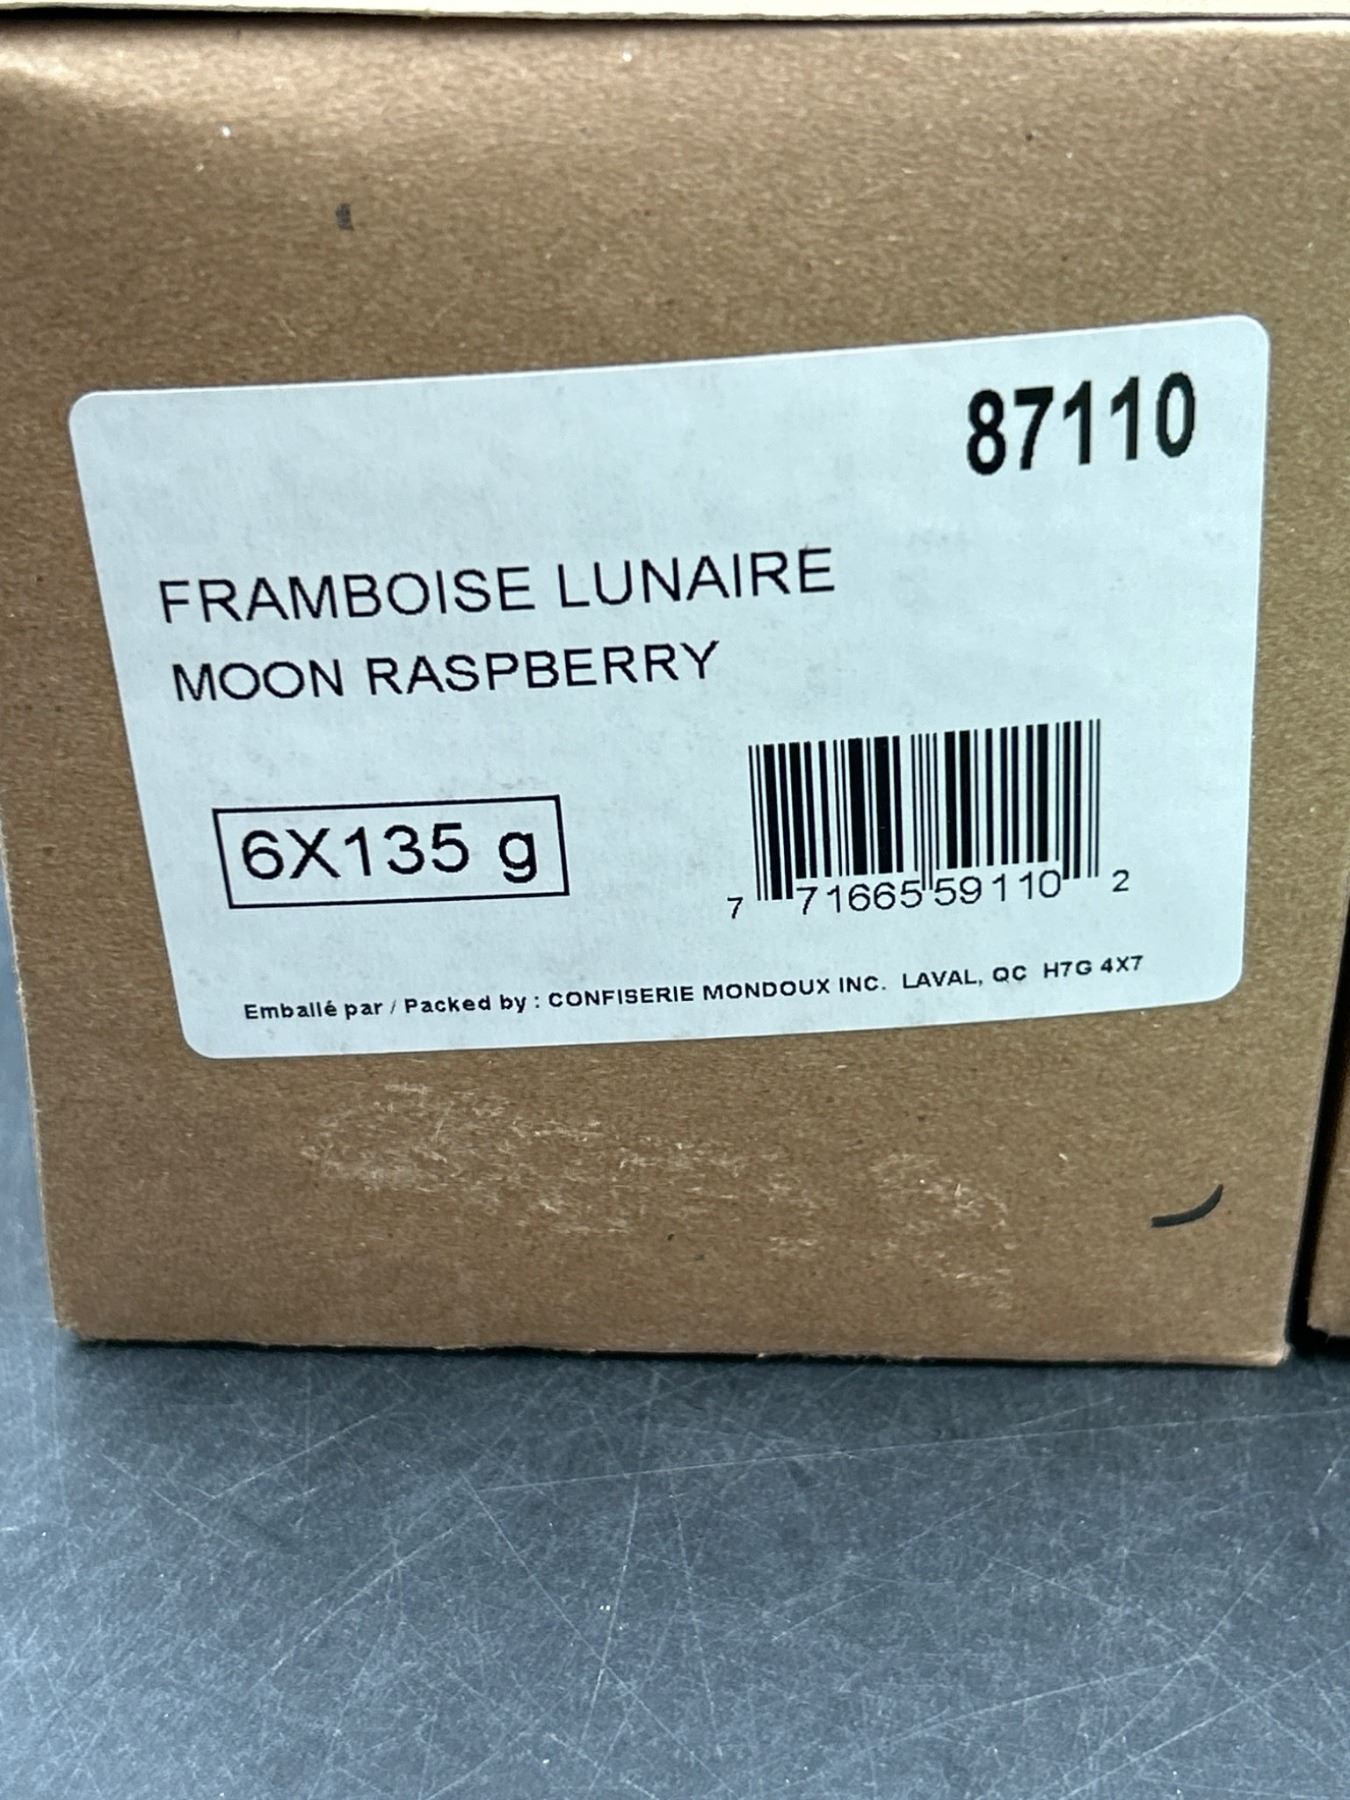 87110
FRAMBOISE LUNAIRE
MOON RASPBERRY
6X135 g
7 71665 59110 2
Emballé par / Packed by : CONFISERIE MONDOUX INC. LAVAL, QC H7G 4X7